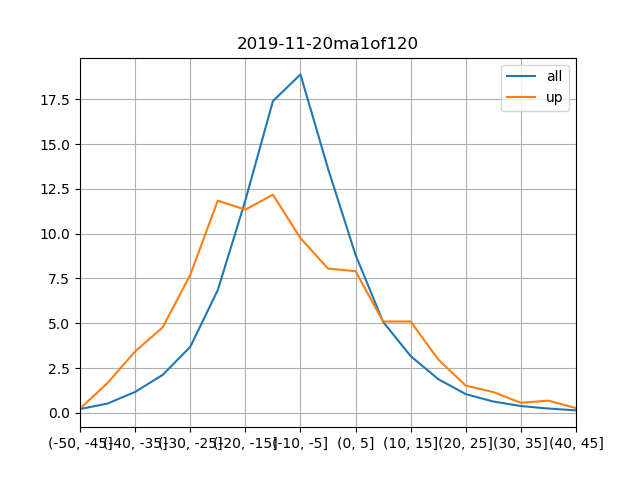 2019-11-20ma1of120
all
up
17.5
15.0
12.5
10.0
7.5
5.0
2.5
0.0
(-50, -45] (-40, -35] (-30, -25] (-20, -15] (-10, -5] (0, 5] (10, 15] (20, 25] (30, 35] (40, 45]